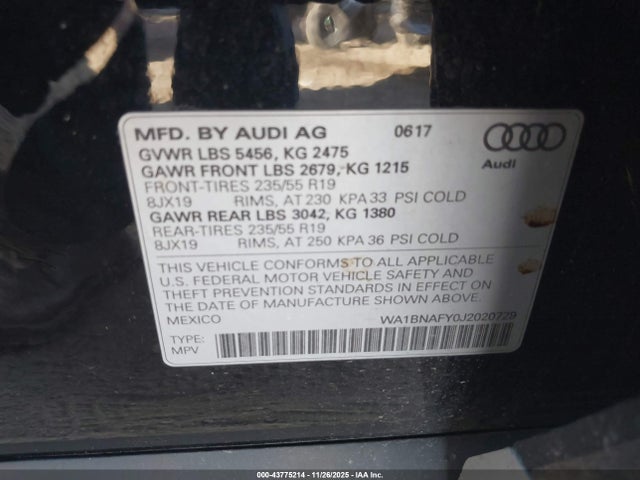 MFD. BY AUDI AG 0617
GVWR LBS 5456, KG 2475
GAWR FRONT LBS 2679, KG 1215
FRONT-TIRES 235/55 R19
8JX19 RIMS, AT 230 KPA 33 PSI COLD
GAWR REAR LBS 3042, KG 1380
REAR-TIRES 235/55 R19
8JX19 RIMS, AT 250 KPA 36 PSI COLD
Audi
THIS VEHICLE CONFORMS TO ALL APPLICABLE
U.S. FEDERAL MOTOR VEHICLE SAFETY AND
THEFT PREVENTION STANDARDS IN EFFECT ON
THE DATE OF MANUFACTURE SHOWN ABOVE.
MEXICO WA1BNAFY0J2020729
TYPE:
MPV
000-43775214 - 11/26/2025 - IAA Inc.